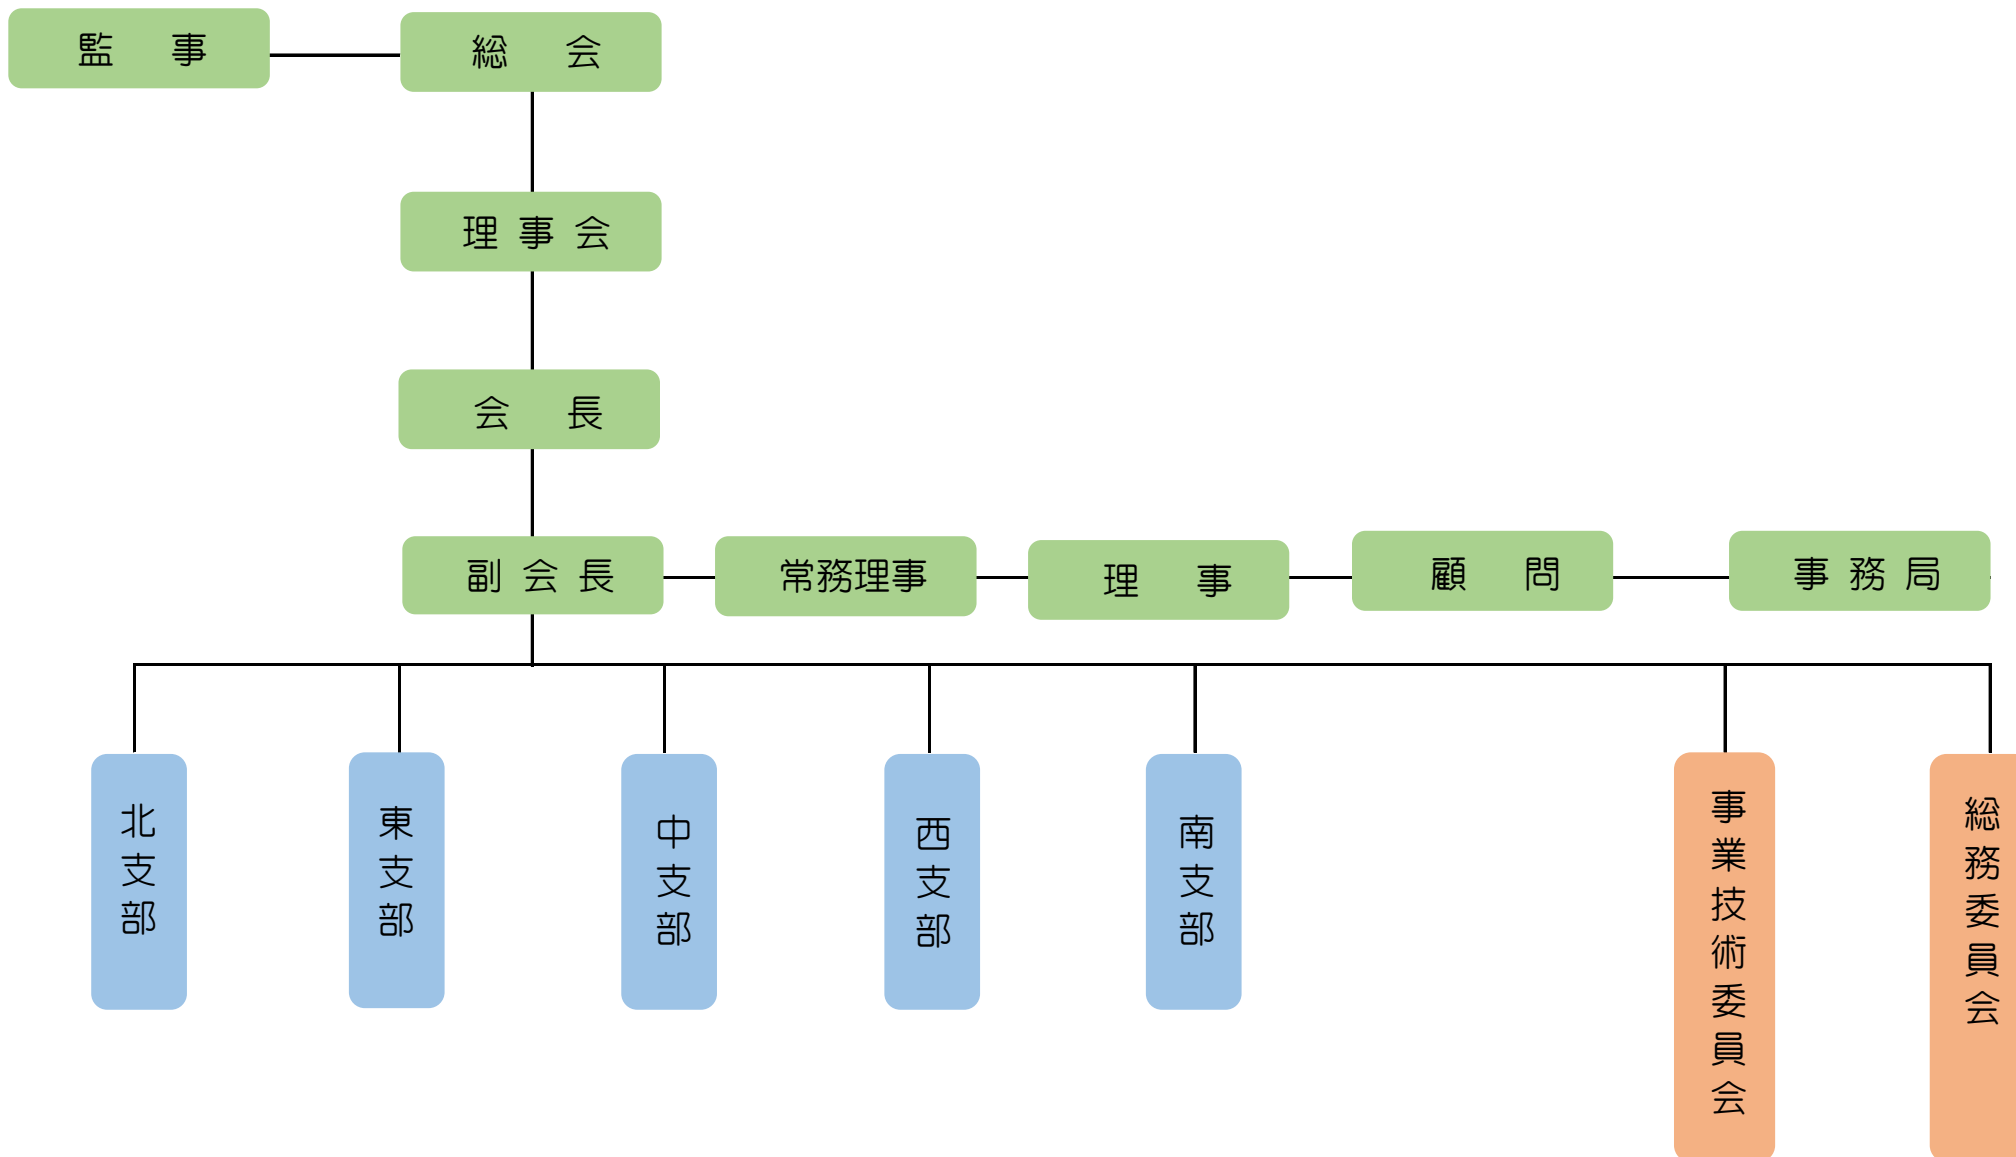 監　事
総　会
理 事 会
会　長
副 会 長
常務理事
理　事
顧　問
事 務 局
北支部
東支部
中支部
西支部
南支部
事業技術委員会
総務委員会